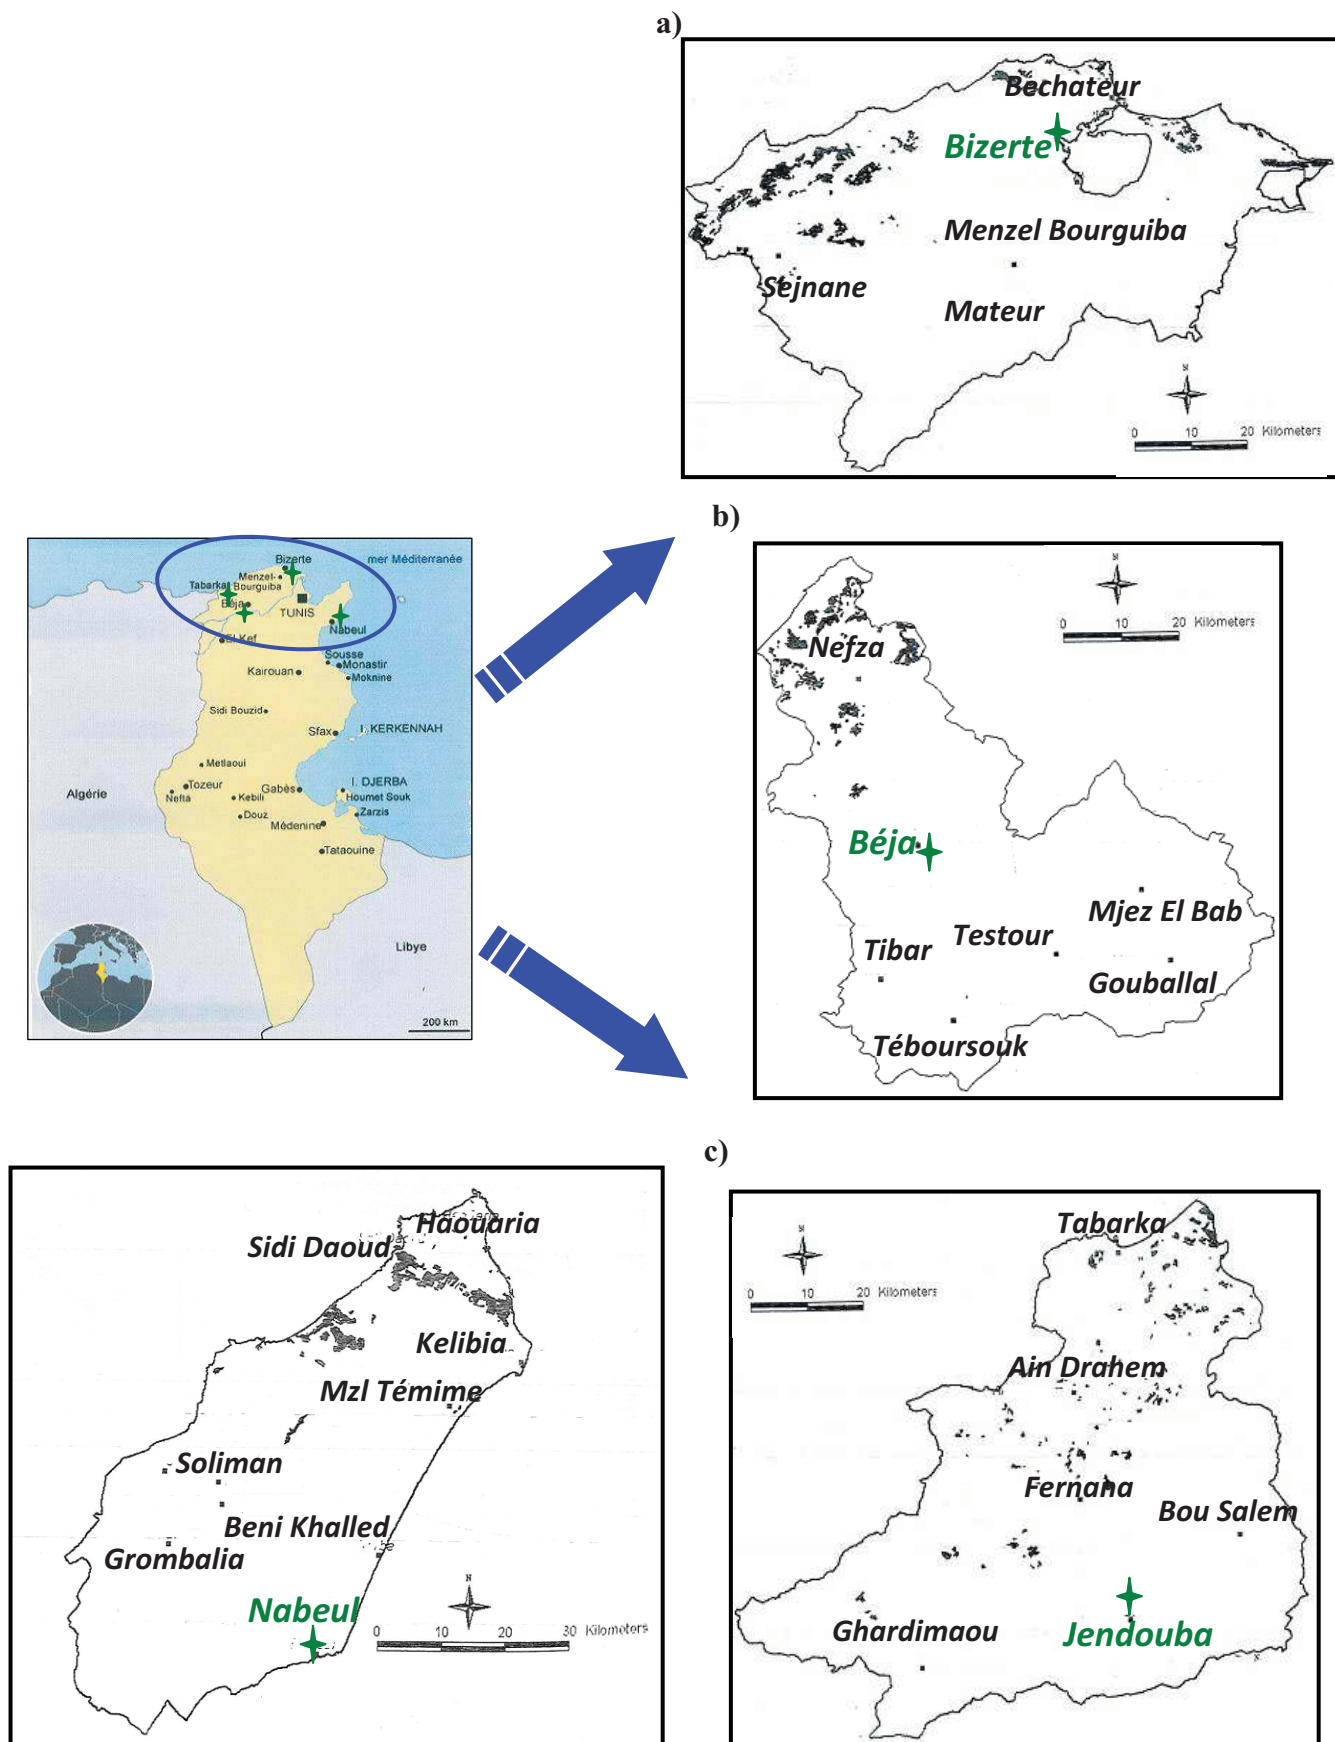 a)
Bechateur
Bizerte
Menzel Bourguiba
Sejnane
Mateur
N
0 10 20 Kilometers
b)
Bizerte
mer Méditerranée
Menzel-
Bourguiba
Tabarka
Béja
TUNIS
Nabeul
El Kef
Sousse
Monastir
Moknine
Kairouan
Sidi Bouzid
Sfax
I. KERKENNAH
Metlaoui
Tozeur
Nefta
Kebili
Douz
Gabès
I. DJERBA
Houmet Souk
Zarzis
Médenine
Tataouine
Algérie
Libye
200 km
N
0 10 20 Kilometers
Nefza
Béja
Mjez El Bab
Testour
Tibar
Gouballal
Téboursouk
c)
Haouaria
Sidi Daoud
Kelibia
Mzl Témime
Soliman
Beni Khalled
Grombalia
Nabeul
N
0 10 20 30 Kilometers
Tabarka
N
0 10 20 Kilometers
Ain Drahem
Fernana
Bou Salem
Ghardimaou
Jendouba